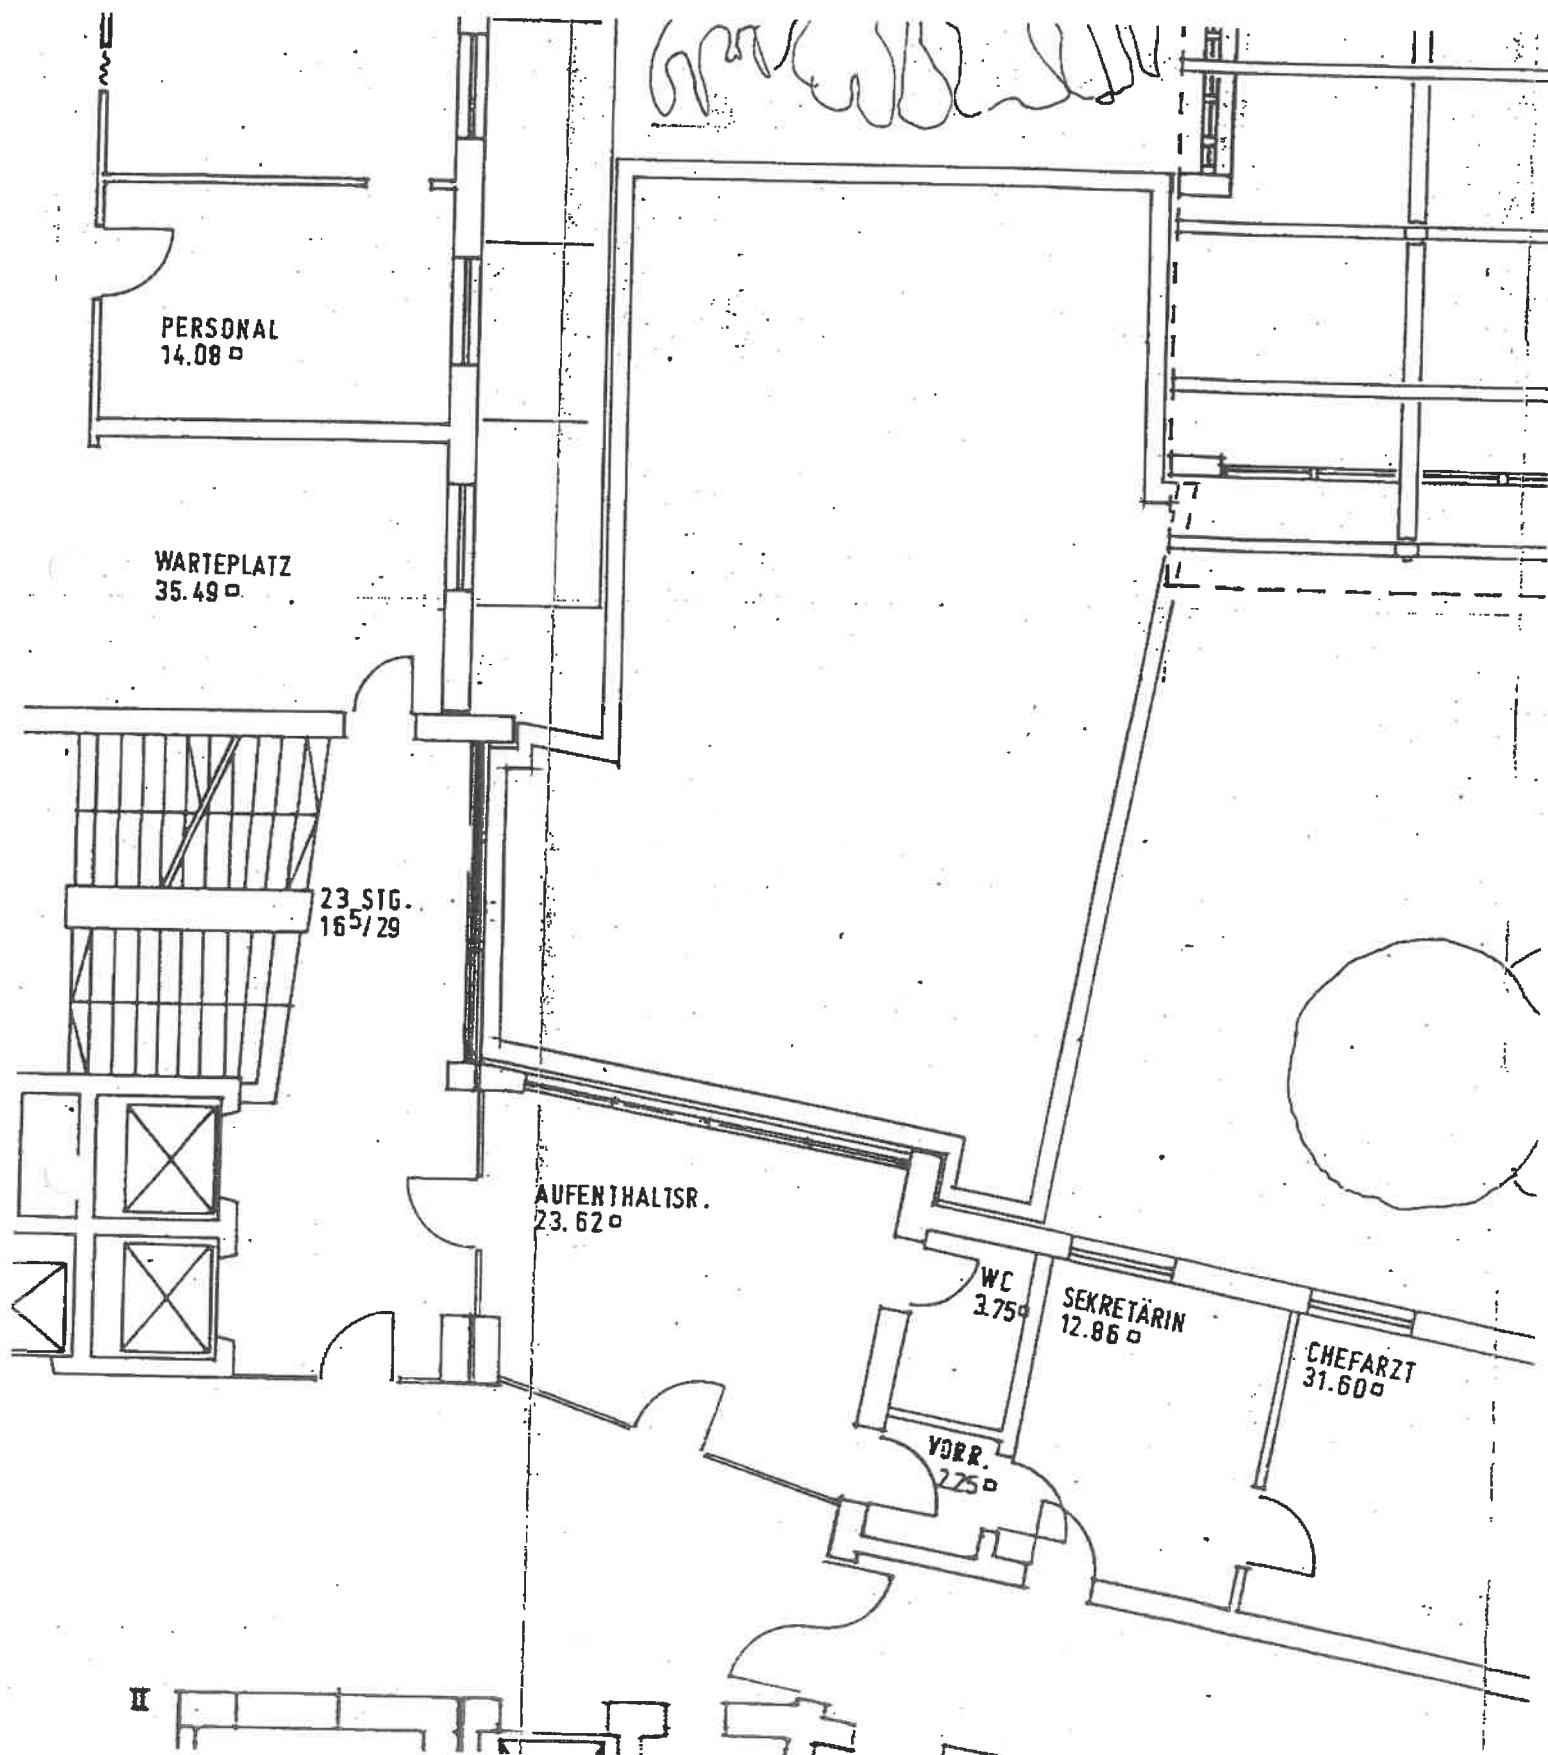 PERSONAL
14.08
WARTEPLATZ
35.49
23 STG.
16⁵/29
AUFENTHALTSR.
23.62
WC
3.75
SEKRETÄRIN
12.86
CHEFARZT
31.60
VORR.
2.25
II